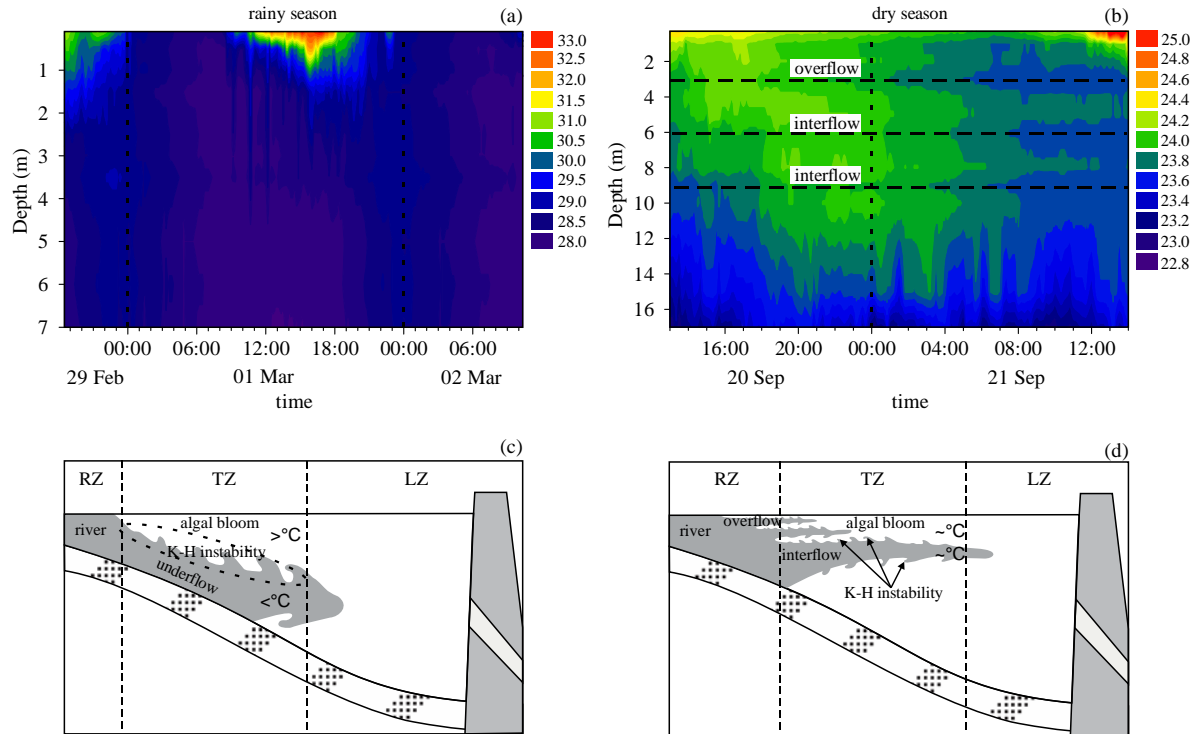 rainy season
(a)
33.0
32.5
32.0
31.5
31.0
30.5
30.0
29.5
29.0
28.5
28.0
Depth (m)
1
2
3
4
5
6
7
00:00 06:00 12:00 18:00 00:00 06:00
29 Feb 01 Mar 02 Mar
time
dry season
(b)
25.0
24.8
24.6
24.4
24.2
24.0
23.8
23.6
23.4
23.2
23.0
22.8
Depth (m)
2
4
6
8
10
12
14
16
overflow
interflow
interflow
16:00 20:00 00:00 04:00 08:00 12:00
20 Sep 21 Sep
time
(c)
RZ TZ LZ
river
algal bloom
>°C
K-H instability
underflow
<°C
(d)
RZ TZ LZ
river
overflow
algal bloom
~°C
interflow
~°C
K-H instability